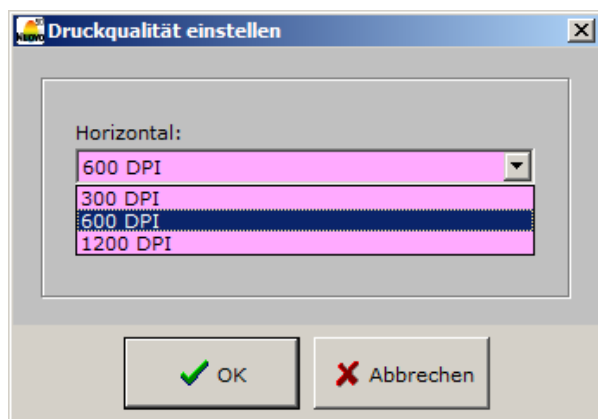 Druckqualität einstellen
Horizontal:
600 DPI
300 DPI
600 DPI
1200 DPI
OK
Abbrechen